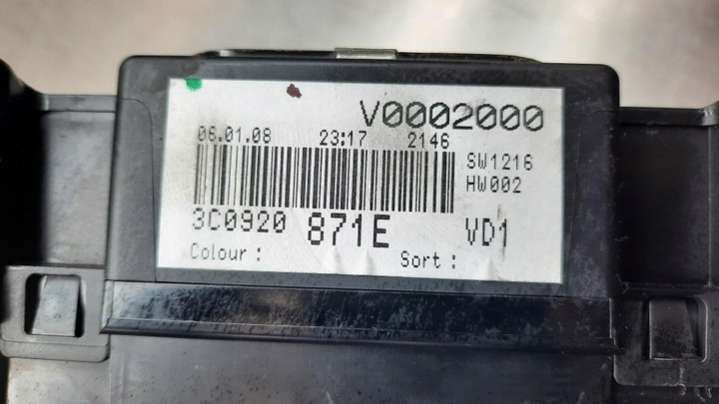 V0002000
06.01.08 23:17 2146
SW1216
HW002
3C0920 871E VD1
Colour : Sort :